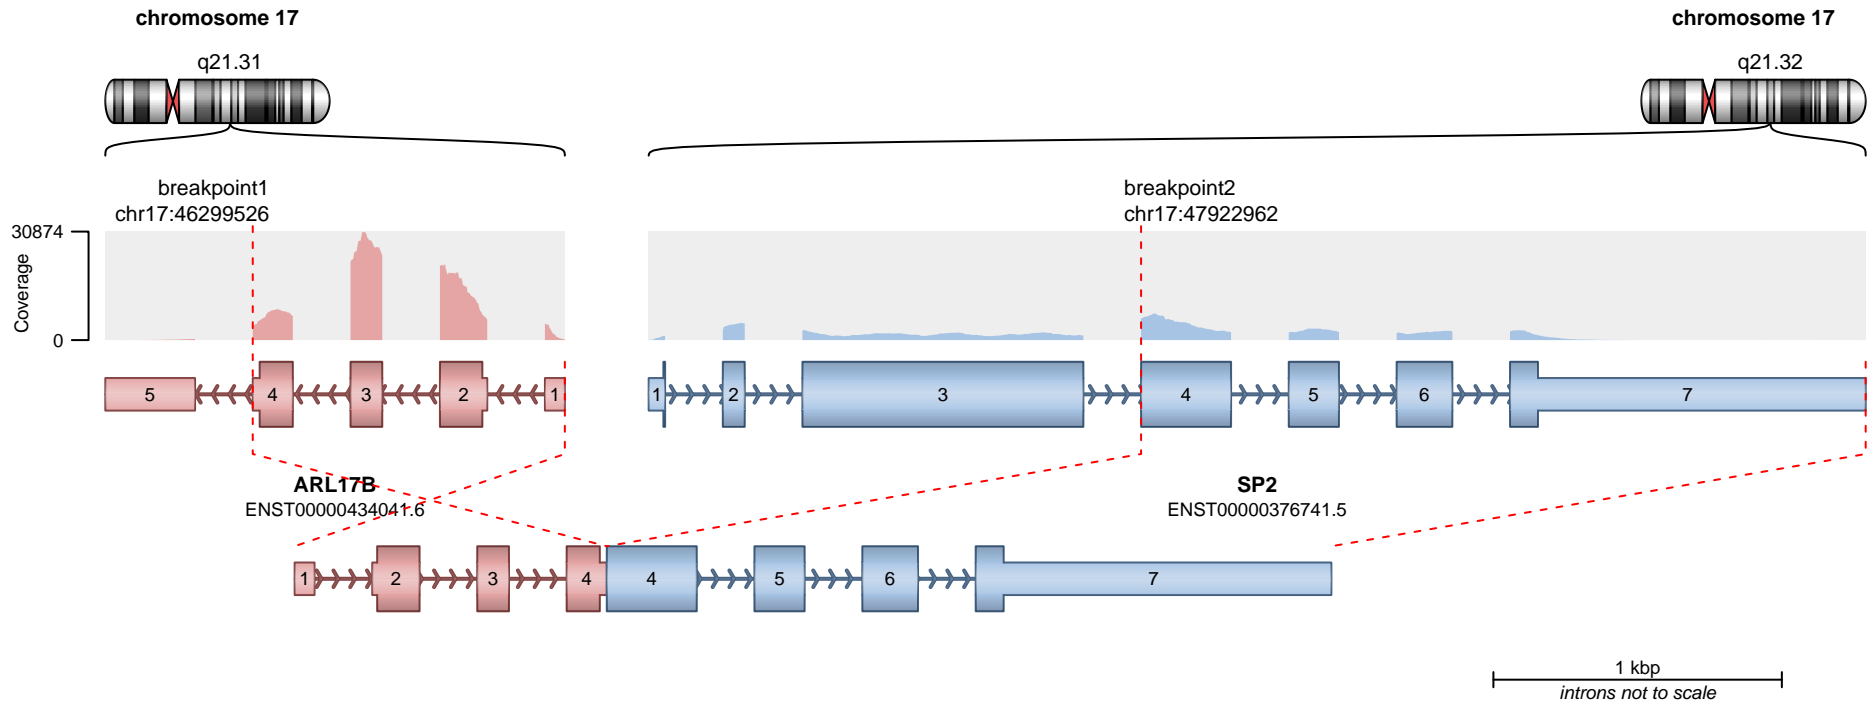 chromosome 17
chromosome 17
q21.31
q21.32
breakpoint1
chr17:46299526
breakpoint2
chr17:47922962
30874
Coverage
0
5 4 3 2 1
1 2 3 4 5 6 7
ARL17B
ENST00000434041.6
SP2
ENST00000376741.5
1 2 3 4 4 5 6 7
1 kbp
introns not to scale